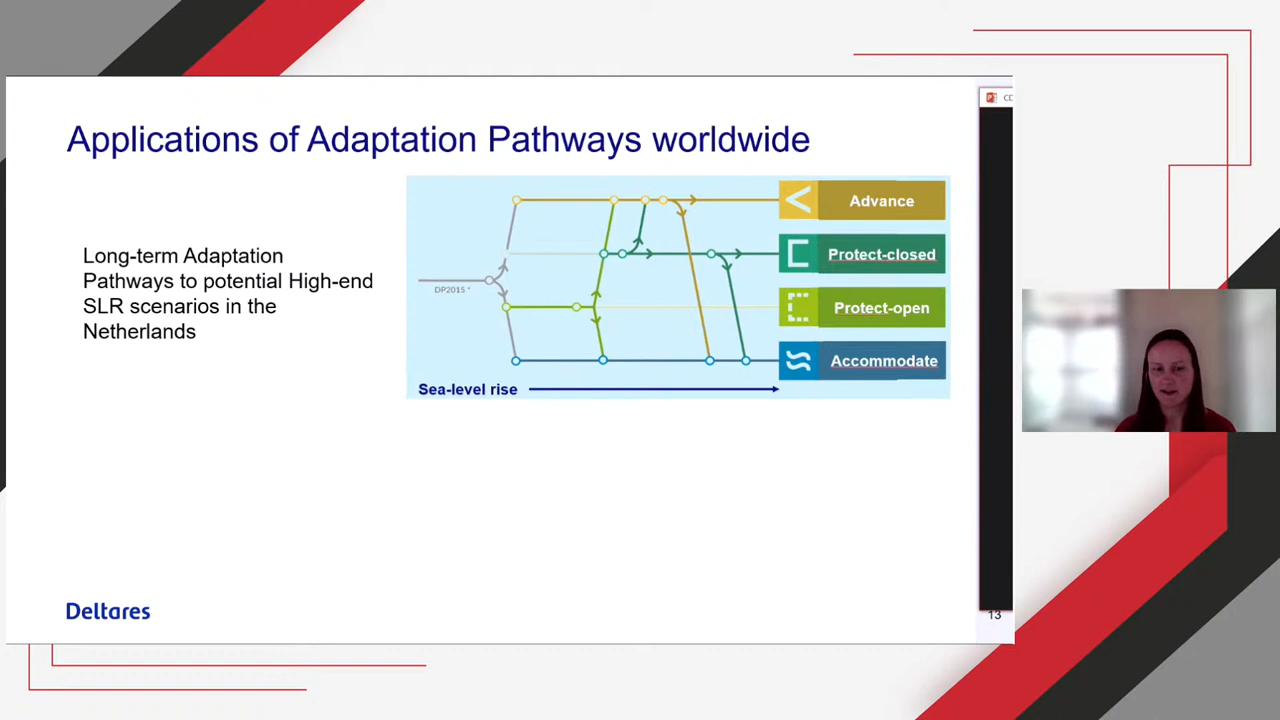 CD
Applications of Adaptation Pathways worldwide
Long-term Adaptation
Pathways to potential High-end
SLR scenarios in the
Netherlands
DP2015 *
Advance
Protect-closed
Protect-open
Accommodate
Sea-level rise
Deltares
13